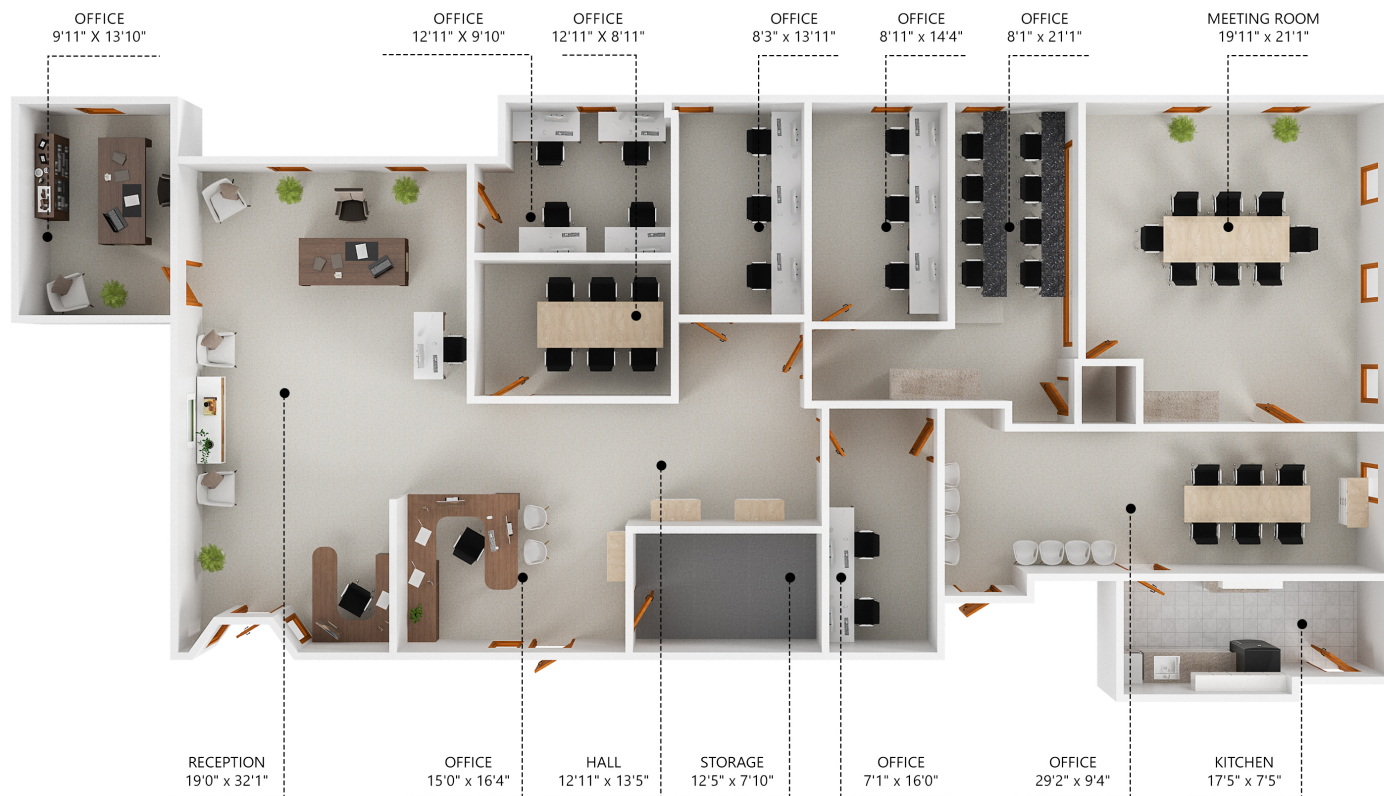 OFFICE
9'11" X 13'10"
OFFICE
12'11" X 9'10"
OFFICE
12'11" X 8'11"
OFFICE
8'3" x 13'11"
OFFICE
8'11" x 14'4"
OFFICE
8'1" x 21'1"
MEETING ROOM
19'11" x 21'1"
RECEPTION
19'0" x 32'1"
OFFICE
15'0" x 16'4"
HALL
12'11" x 13'5"
STORAGE
12'5" x 7'10"
OFFICE
7'1" x 16'0"
OFFICE
29'2" x 9'4"
KITCHEN
17'5" x 7'5"